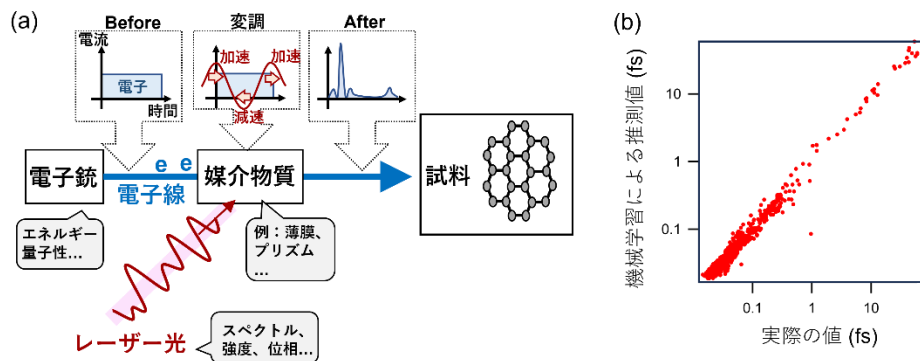 (a)
Before
変調
After
電流
電子
時間
加速
加速
減速
電子銃
e e
電子線
媒介物質
試料
エネルギー
量子性...
例：薄膜、
プリズム
...
レーザー光
スペクトル、
強度、位相...
(b)
機械学習による推測値 (fs)
10
1
0.1
0.1
1
10
実際の値 (fs)